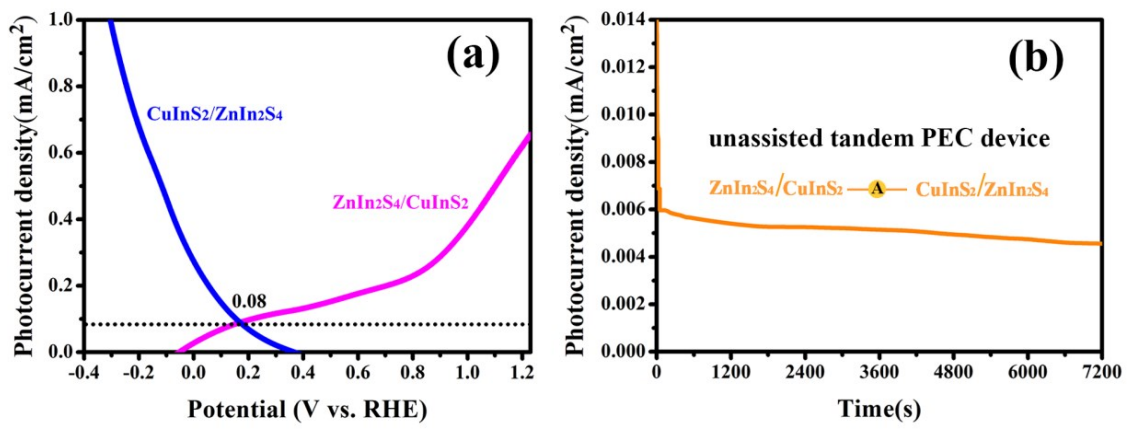 (a)
Photocurrent density(mA/cm²)
1.0
0.8
0.6
0.4
0.2
0.0
CuInS₂/ZnIn₂S₄
ZnIn₂S₄/CuInS₂
0.08
-0.4 -0.2 0.0 0.2 0.4 0.6 0.8 1.0 1.2
Potential (V vs. RHE)
(b)
Photocurrent density(mA/cm²)
0.014
0.012
0.010
0.008
0.006
0.004
0.002
0.000
unassisted tandem PEC device
ZnIn₂S₄/CuInS₂ A CuInS₂/ZnIn₂S₄
0 1200 2400 3600 4800 6000 7200
Time(s)